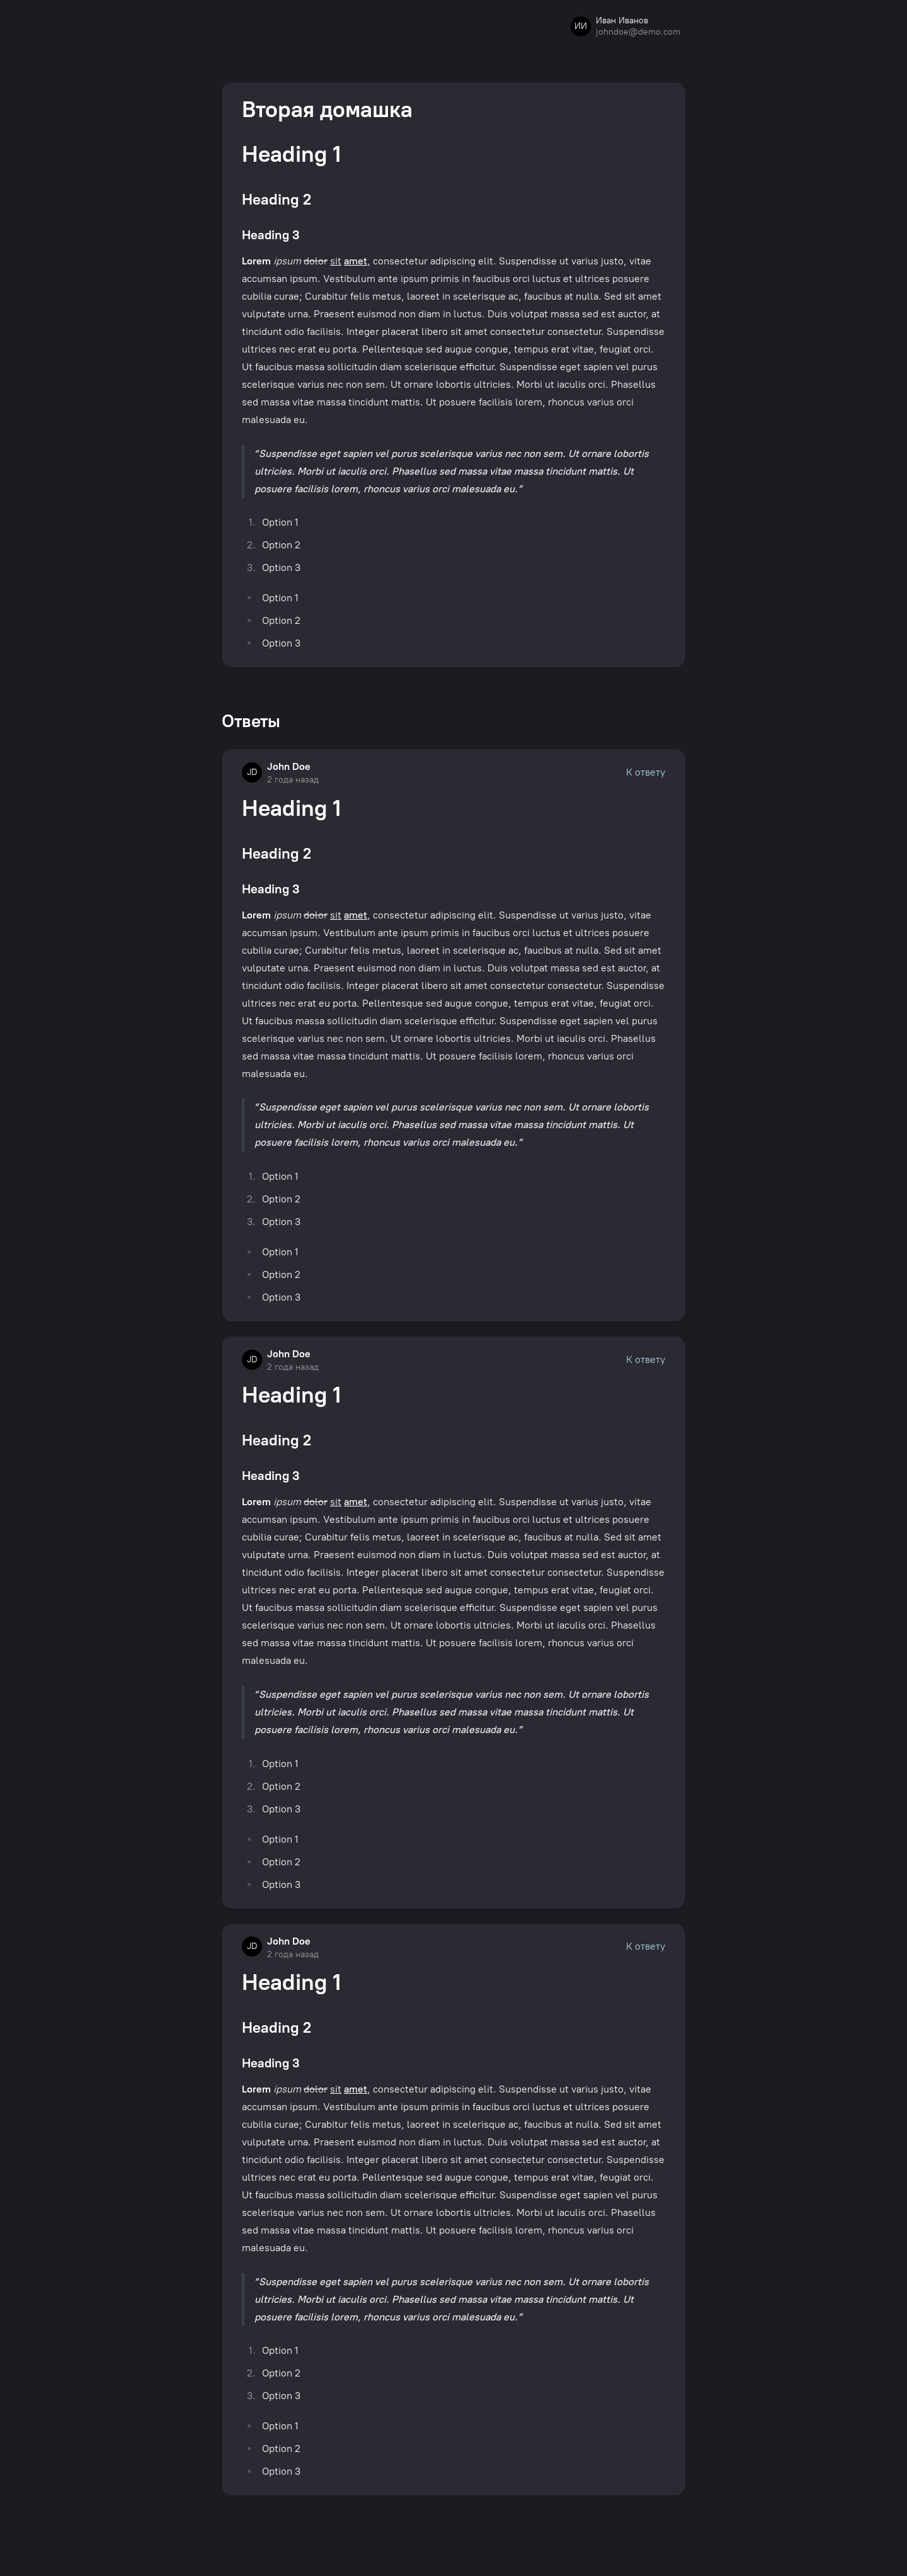 ИИ
Иван Иванов
johndoe@demo.com
Вторая домашка
Heading 1
Heading 2
Heading 3
Lorem ipsum dolor sit amet, consectetur adipiscing elit. Suspendisse ut varius justo, vitae
accumsan ipsum. Vestibulum ante ipsum primis in faucibus orci luctus et ultrices posuere
cubilia curae; Curabitur felis metus, laoreet in scelerisque ac, faucibus at nulla. Sed sit amet
vulputate urna. Praesent euismod non diam in luctus. Duis volutpat massa sed est auctor, at
tincidunt odio facilisis. Integer placerat libero sit amet consectetur consectetur. Suspendisse
ultrices nec erat eu porta. Pellentesque sed augue congue, tempus erat vitae, feugiat orci.
Ut faucibus massa sollicitudin diam scelerisque efficitur. Suspendisse eget sapien vel purus
scelerisque varius nec non sem. Ut ornare lobortis ultricies. Morbi ut iaculis orci. Phasellus
sed massa vitae massa tincidunt mattis. Ut posuere facilisis lorem, rhoncus varius orci
malesuada eu.
“Suspendisse eget sapien vel purus scelerisque varius nec non sem. Ut ornare lobortis
ultricies. Morbi ut iaculis orci. Phasellus sed massa vitae massa tincidunt mattis. Ut
posuere facilisis lorem, rhoncus varius orci malesuada eu.”
1. Option 1
2. Option 2
3. Option 3
• Option 1
• Option 2
• Option 3
Ответы
JD
John Doe
2 года назад
К ответу
Heading 1
Heading 2
Heading 3
Lorem ipsum dolor sit amet, consectetur adipiscing elit. Suspendisse ut varius justo, vitae
accumsan ipsum. Vestibulum ante ipsum primis in faucibus orci luctus et ultrices posuere
cubilia curae; Curabitur felis metus, laoreet in scelerisque ac, faucibus at nulla. Sed sit amet
vulputate urna. Praesent euismod non diam in luctus. Duis volutpat massa sed est auctor, at
tincidunt odio facilisis. Integer placerat libero sit amet consectetur consectetur. Suspendisse
ultrices nec erat eu porta. Pellentesque sed augue congue, tempus erat vitae, feugiat orci.
Ut faucibus massa sollicitudin diam scelerisque efficitur. Suspendisse eget sapien vel purus
scelerisque varius nec non sem. Ut ornare lobortis ultricies. Morbi ut iaculis orci. Phasellus
sed massa vitae massa tincidunt mattis. Ut posuere facilisis lorem, rhoncus varius orci
malesuada eu.
“Suspendisse eget sapien vel purus scelerisque varius nec non sem. Ut ornare lobortis
ultricies. Morbi ut iaculis orci. Phasellus sed massa vitae massa tincidunt mattis. Ut
posuere facilisis lorem, rhoncus varius orci malesuada eu.”
1. Option 1
2. Option 2
3. Option 3
• Option 1
• Option 2
• Option 3
JD
John Doe
2 года назад
К ответу
Heading 1
Heading 2
Heading 3
Lorem ipsum dolor sit amet, consectetur adipiscing elit. Suspendisse ut varius justo, vitae
accumsan ipsum. Vestibulum ante ipsum primis in faucibus orci luctus et ultrices posuere
cubilia curae; Curabitur felis metus, laoreet in scelerisque ac, faucibus at nulla. Sed sit amet
vulputate urna. Praesent euismod non diam in luctus. Duis volutpat massa sed est auctor, at
tincidunt odio facilisis. Integer placerat libero sit amet consectetur consectetur. Suspendisse
ultrices nec erat eu porta. Pellentesque sed augue congue, tempus erat vitae, feugiat orci.
Ut faucibus massa sollicitudin diam scelerisque efficitur. Suspendisse eget sapien vel purus
scelerisque varius nec non sem. Ut ornare lobortis ultricies. Morbi ut iaculis orci. Phasellus
sed massa vitae massa tincidunt mattis. Ut posuere facilisis lorem, rhoncus varius orci
malesuada eu.
“Suspendisse eget sapien vel purus scelerisque varius nec non sem. Ut ornare lobortis
ultricies. Morbi ut iaculis orci. Phasellus sed massa vitae massa tincidunt mattis. Ut
posuere facilisis lorem, rhoncus varius orci malesuada eu.”
1. Option 1
2. Option 2
3. Option 3
• Option 1
• Option 2
• Option 3
JD
John Doe
2 года назад
К ответу
Heading 1
Heading 2
Heading 3
Lorem ipsum dolor sit amet, consectetur adipiscing elit. Suspendisse ut varius justo, vitae
accumsan ipsum. Vestibulum ante ipsum primis in faucibus orci luctus et ultrices posuere
cubilia curae; Curabitur felis metus, laoreet in scelerisque ac, faucibus at nulla. Sed sit amet
vulputate urna. Praesent euismod non diam in luctus. Duis volutpat massa sed est auctor, at
tincidunt odio facilisis. Integer placerat libero sit amet consectetur consectetur. Suspendisse
ultrices nec erat eu porta. Pellentesque sed augue congue, tempus erat vitae, feugiat orci.
Ut faucibus massa sollicitudin diam scelerisque efficitur. Suspendisse eget sapien vel purus
scelerisque varius nec non sem. Ut ornare lobortis ultricies. Morbi ut iaculis orci. Phasellus
sed massa vitae massa tincidunt mattis. Ut posuere facilisis lorem, rhoncus varius orci
malesuada eu.
“Suspendisse eget sapien vel purus scelerisque varius nec non sem. Ut ornare lobortis
ultricies. Morbi ut iaculis orci. Phasellus sed massa vitae massa tincidunt mattis. Ut
posuere facilisis lorem, rhoncus varius orci malesuada eu.”
1. Option 1
2. Option 2
3. Option 3
• Option 1
• Option 2
• Option 3